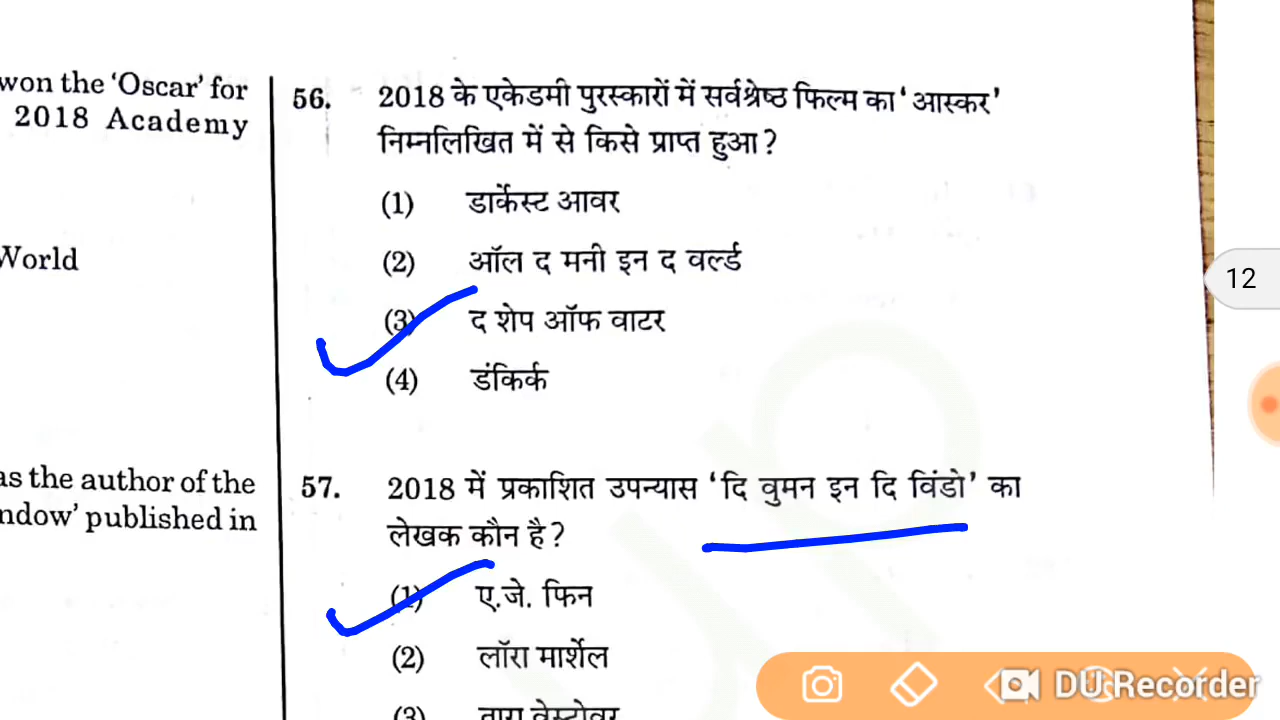 won the 'Oscar' for
2018 Academy
World
as the author of the
ndow' published in
56. 2018 के एकेडमी पुरस्कारों में सर्वश्रेष्ठ फिल्म का 'आस्कर'
निम्नलिखित में से किसे प्राप्त हुआ?
(1) डार्केस्ट आवर
(2) ऑल द मनी इन द वर्ल्ड
(3) द शेप ऑफ वाटर
(4) डंकिर्क
57. 2018 में प्रकाशित उपन्यास 'दि वुमन इन दि विंडो' का
लेखक कौन है?
(1) ए.जे. फिन
(2) लॉरा मार्शेल
(3) तारा वेस्टोवर
12
DU Recorder